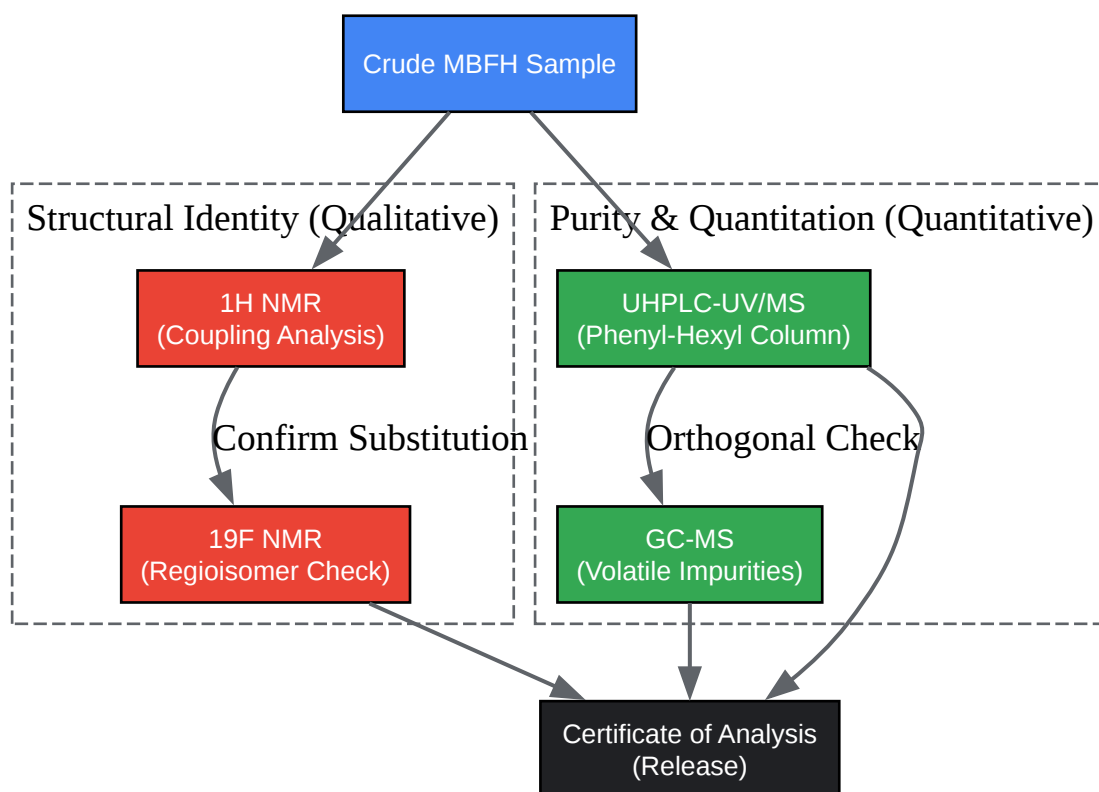 Crude MBFH Sample
Structural Identity (Qualitative)
Purity & Quantitation (Quantitative)
1H NMR
(Coupling Analysis)
UHPLC-UV/MS
(Phenyl-Hexyl Column)
Confirm Substitution
Orthogonal Check
19F NMR
(Regioisomer Check)
GC-MS
(Volatile Impurities)
Certificate of Analysis
(Release)